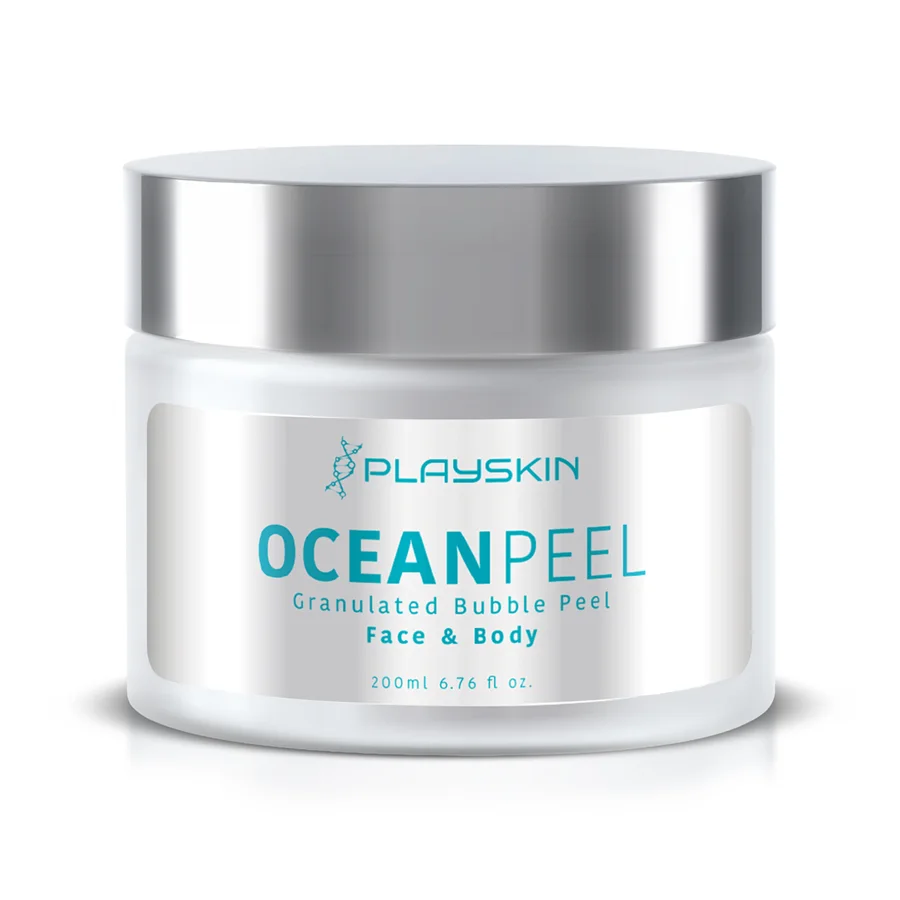 PLAYSKIN
OCEANPEEL
Granulated Bubble Peel
Face & Body
200ml 6.76 fl oz.